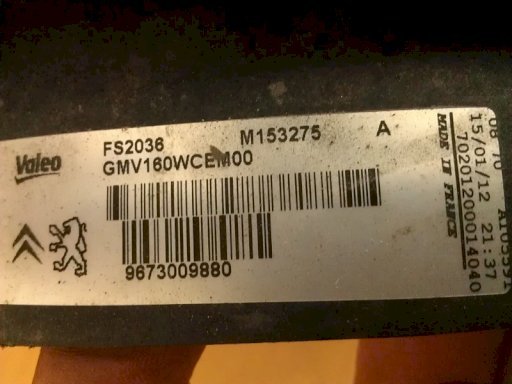 Valeo
FS2036
M153275
A
GMV160WCEM00
9673009880
MADE IN FRANCE
70201200014040
15/01/12 21:37